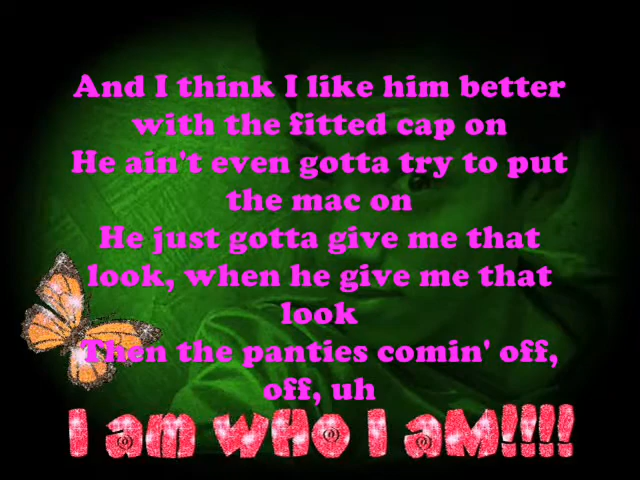 And I think I like him better
with the fitted cap on
He ain't even gotta try to put
the mac on
He just gotta give me that
look, when he give me that
look
Then the panties comin' off,
off, uh
I am who I am!!!!